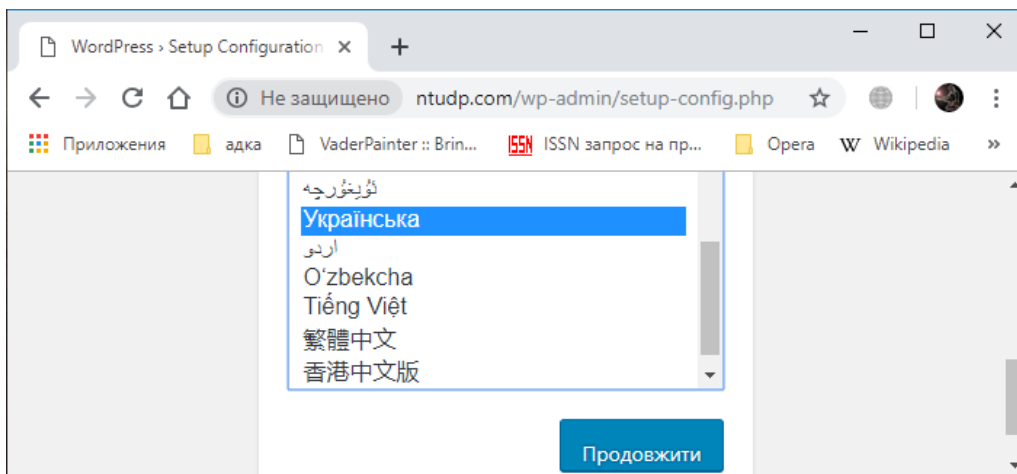 WordPress › Setup Configuration
Не защищено ntudp.com/wp-admin/setup-config.php
Приложения адка VaderPainter :: Brin... ISSN ISSN запрос на пр... Opera W Wikipedia »
ئۇيغۇرچە
Українська
اردو
O‘zbekcha
Tiếng Việt
繁體中文
香港中文版
Продовжити